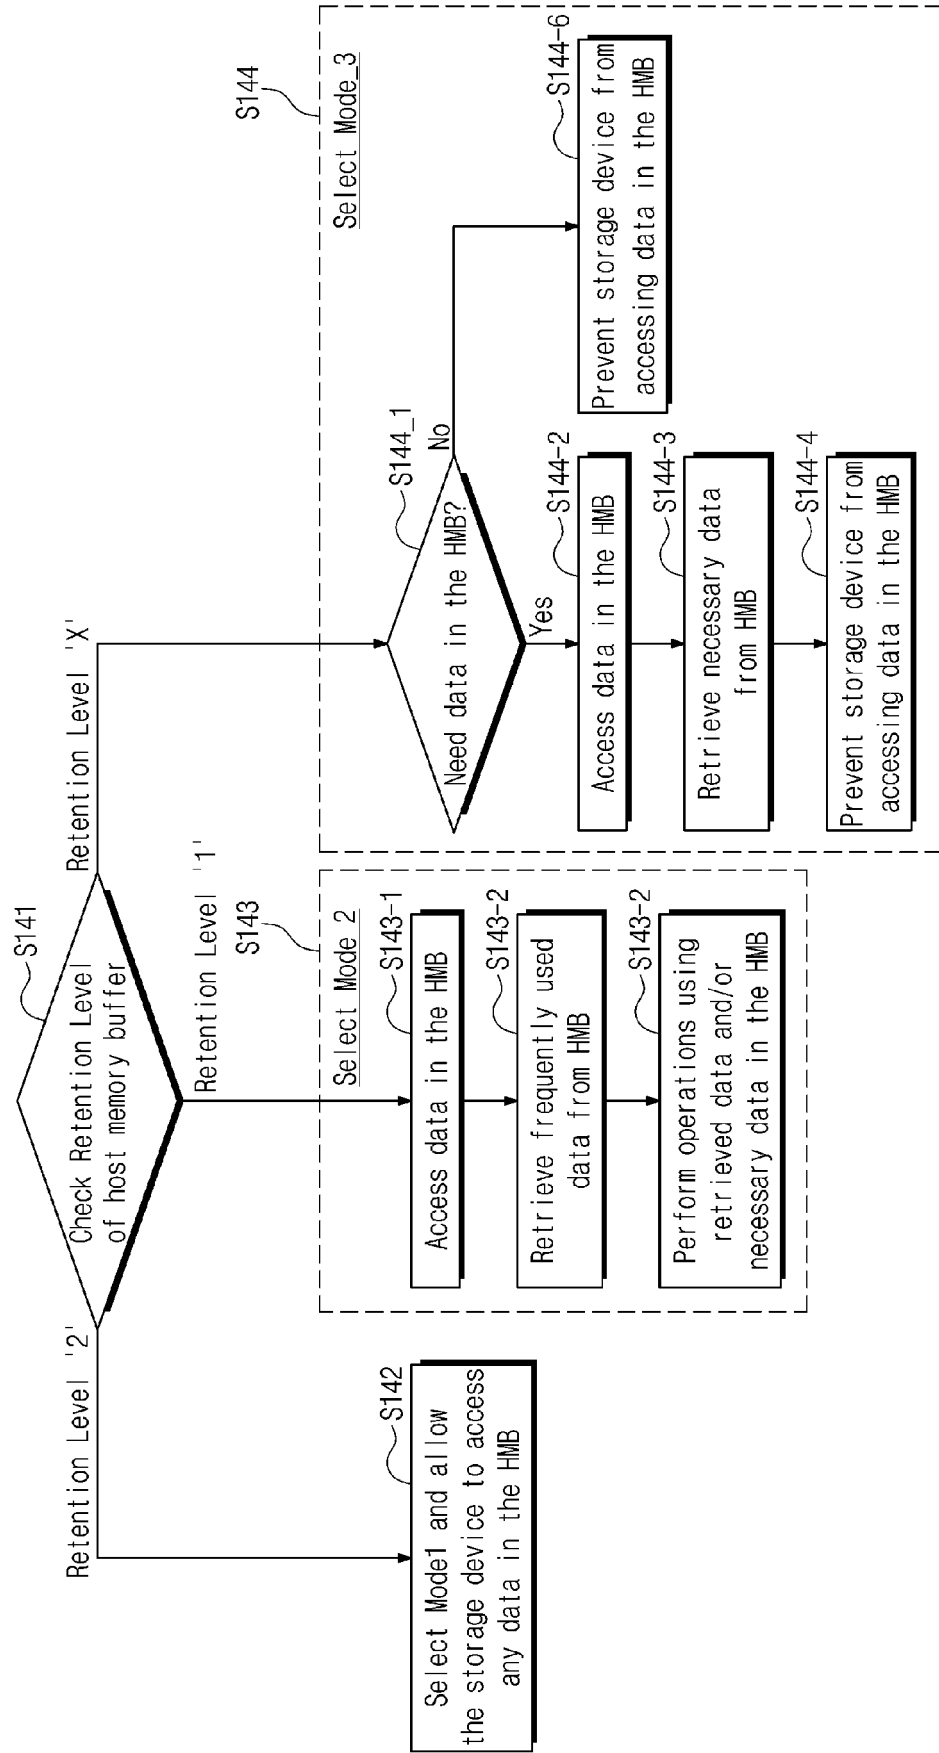 S141
Check Retention Level
of host memory buffer
Retention Level '2'
Retention Level '1'
Retention Level 'X'
S142
Select Mode1 and allow
the storage device to access
any data in the HMB
S143
Select Mode 2
S143-1
Access data in the HMB
S143-2
Retrieve frequently used
data from HMB
S143-2
Perform operations using
retrieved data and/or
necessary data in the HMB
S144
Select Mode_3
S144_1
Need data in the HMB?
No
Yes
S144-2
Access data in the HMB
S144-3
Retrieve necessary data
from HMB
S144-4
Prevent storage device from
accessing data in the HMB
S144-6
Prevent storage device from
accessing data in the HMB